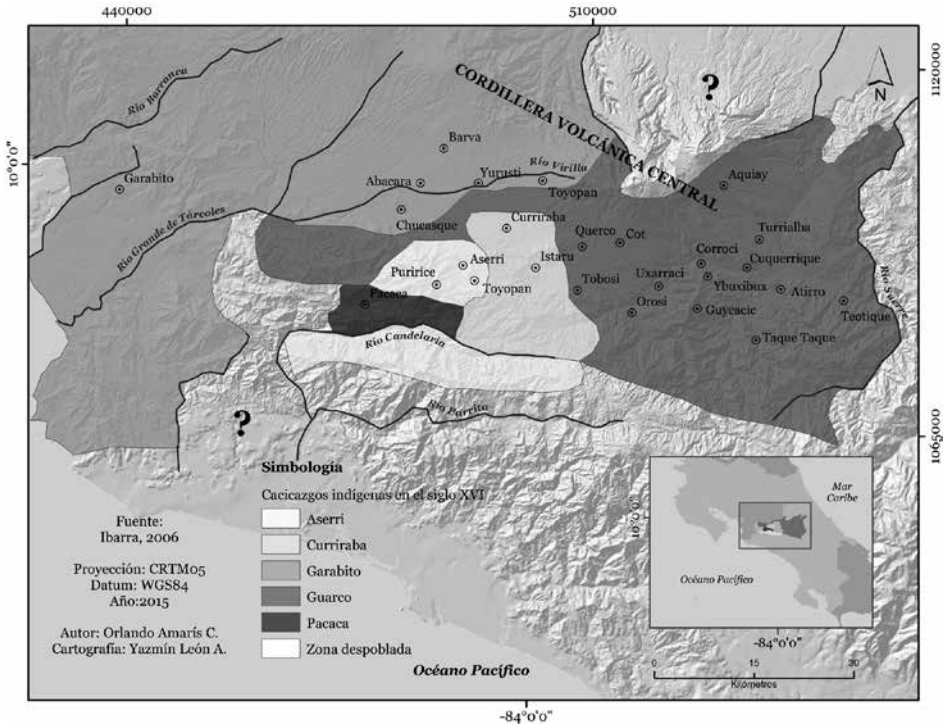 440000
510000
1120000
10°0'0"
Río Barranca
CORDILLERA VOLCÁNICA CENTRAL
?
N
Barva
Garabito
Abacara
Yurusti
Río Virilla
Toyopan
Aquiay
Río Grande de Tárcoles
Chucasque
Curriraba
Querco
Cot
Turrialba
Aserri
Istaru
Corroci
Cuquerrique
Puririce
Toyopan
Tobosi
Uxarraci
Ybuxibux
Atirro
Río Suerre
Pacaca
Orosi
Guycacic
Teotique
Río Candelaria
Taque Taque
Río Parrita
?
1065000
Simbología
Cacicazgos indígenas en el siglo XVI
Aserri
Curriraba
Garabito
Guarco
Pacaca
Zona despoblada
Fuente:
Ibarra, 2006
Proyección: CRTM05
Datum: WGS84
Año:2015
Autor: Orlando Amarís C.
Cartografía: Yazmín León A.
Océano Pacífico
Mar
Caribe
10°0'0"
Océano Pacífico
-84°0'0"
0 15 30
Kilómetros
-84°0'0"